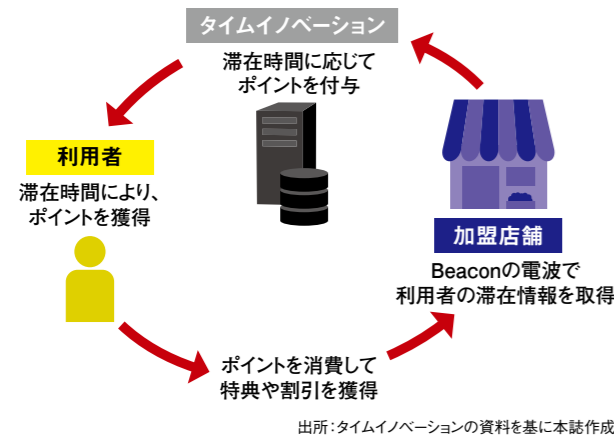 タイムイノベーション
滞在時間に応じて
ポイントを付与
利用者
滞在時間により、
ポイントを獲得
加盟店舗
Beaconの電波で
利用者の滞在情報を取得
ポイントを消費して
特典や割引を獲得
出所：タイムイノベーションの資料を基に本誌作成